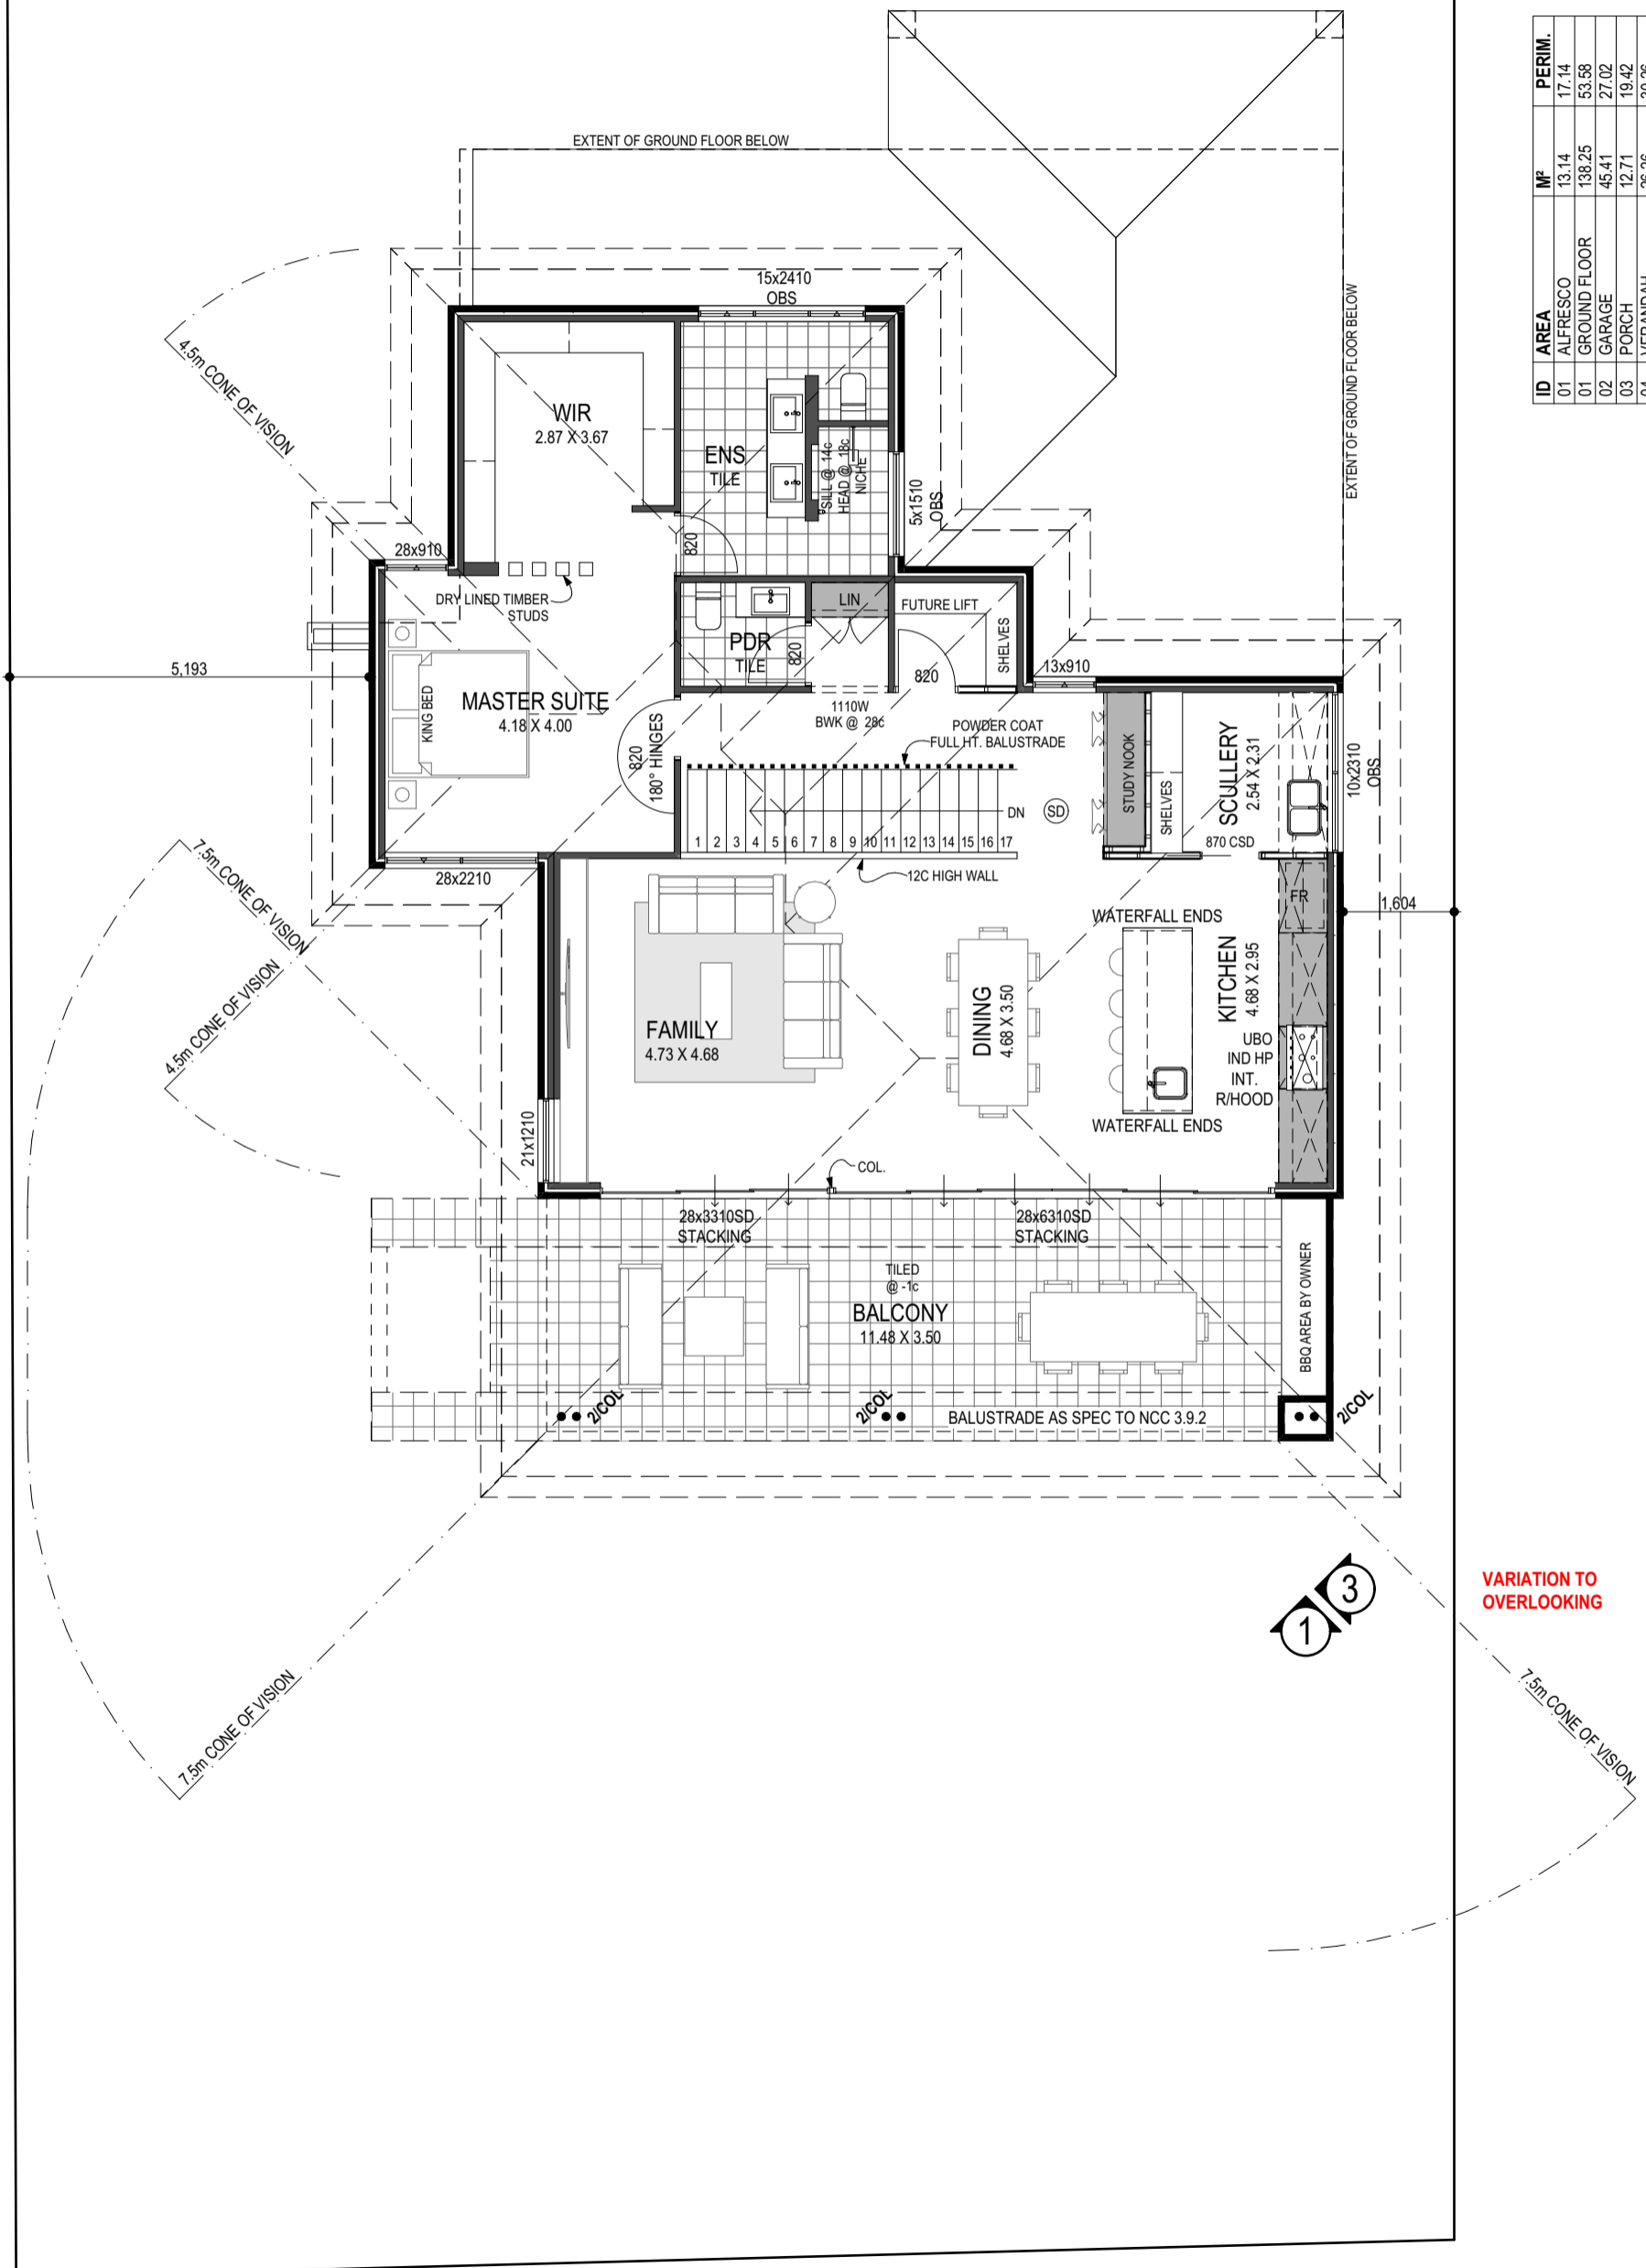 ID AREA M² PERIM.
01 ALFRESCO 13.14 17.14
01 GROUND FLOOR 138.25 53.58
02 GARAGE 45.41 27.02
03 PORCH 12.71 19.42
EXTENT OF GROUND FLOOR BELOW
EXTENT OF GROUND FLOOR BELOW
15x2410
OBS
4.5m CONE OF VISION
WIR
2.87 X 3.67
ENS
TILE
SILL @ 14c
HEAD @ 18c
NICHE
5x1510
OBS
820
28x910
DRY LINED TIMBER
STUDS
LIN
FUTURE LIFT
SHELVES
PDR
TILE
820
820
13x910
5,193
KING BED
MASTER SUITE
4.18 X 4.00
820
180° HINGES
1110W
BWK @ 28c
POWDER COAT
FULL HT. BALUSTRADE
STUDY NOOK
SHELVES
SCULLERY
2.54 X 2.31
10x2310
OBS
DN
SD
1 2 3 4 5 6 7 8 9 10 11 12 13 14 15 16 17
870 CSD
28x2210
12C HIGH WALL
7.5m CONE OF VISION
4.5m CONE OF VISION
FR
1,604
WATERFALL ENDS
KITCHEN
4.68 X 2.95
DINING
4.68 X 3.50
FAMILY
4.73 X 4.68
UBO
IND HP
INT.
R/HOOD
WATERFALL ENDS
21x1210
COL.
28x3310SD
STACKING
28x6310SD
STACKING
TILED
@ -1c
BALCONY
11.48 X 3.50
BBQ AREA BY OWNER
2/COL
2/COL
BALUSTRADE AS SPEC TO NCC 3.9.2
2/COL
3
1
VARIATION TO
OVERLOOKING
7.5m CONE OF VISION
7.5m CONE OF VISION